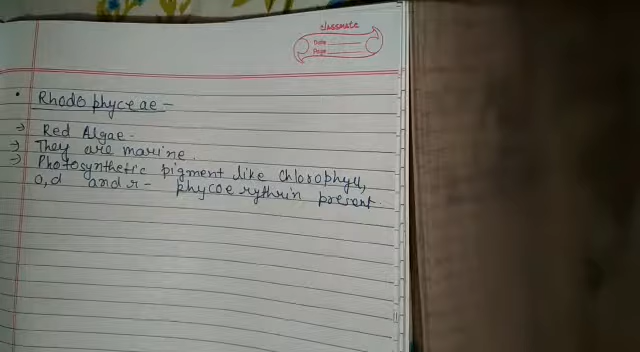 classmate
Date
Page
• Rhodophyceae -
→ Red Algae.
→ They are marine.
→ Photosynthetic pigment like chlorophyll,
a,d and r- phycoerythrin present.